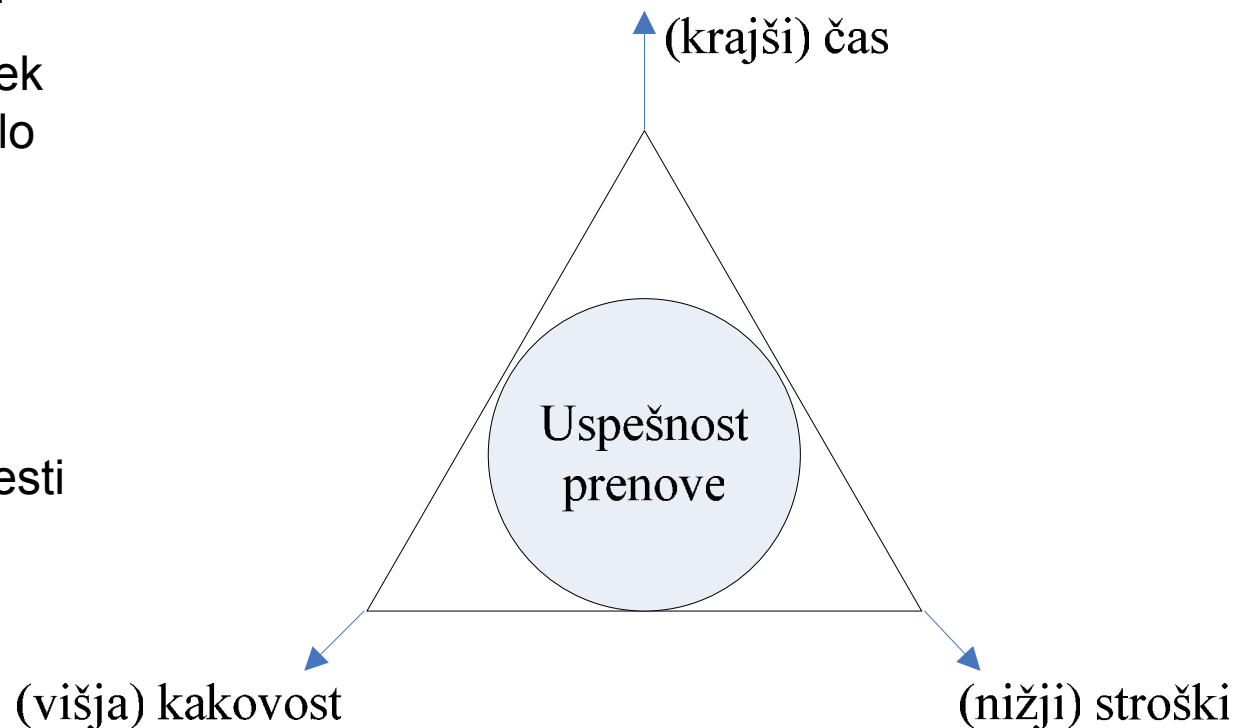 (krajši) čas
ek
lo
Uspešnost
prenove
esti
(višja) kakovost
(nižji) stroški